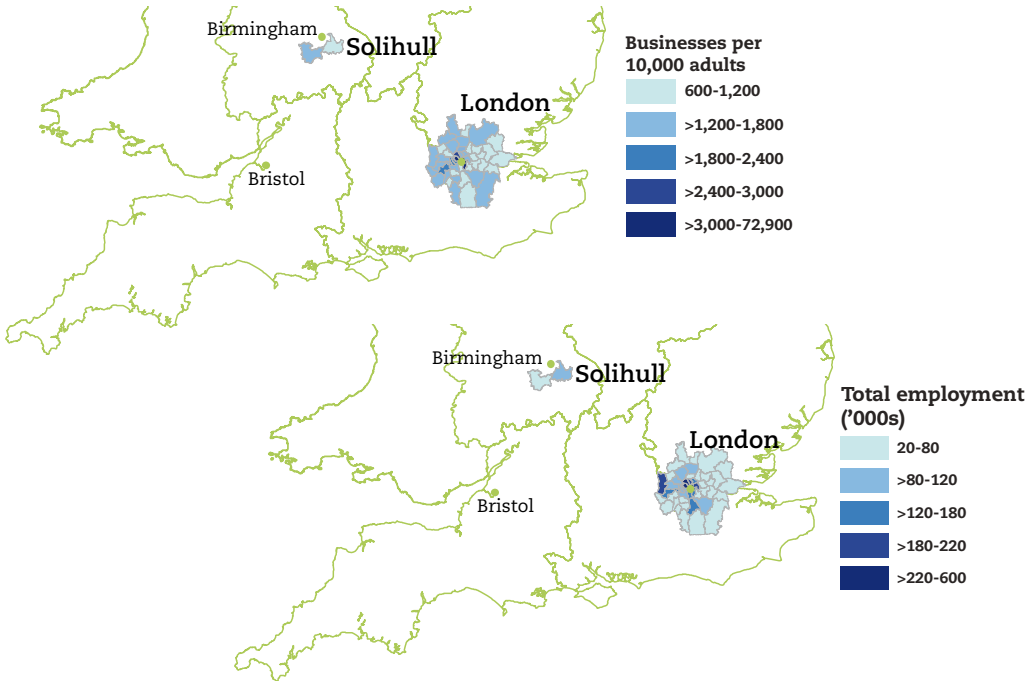 Birmingham
Solihull
London
Bristol
Businesses per
10,000 adults
600-1,200
>1,200-1,800
>1,800-2,400
>2,400-3,000
>3,000-72,900
Birmingham
Solihull
London
Bristol
Total employment
(’000s)
20-80
>80-120
>120-180
>180-220
>220-600